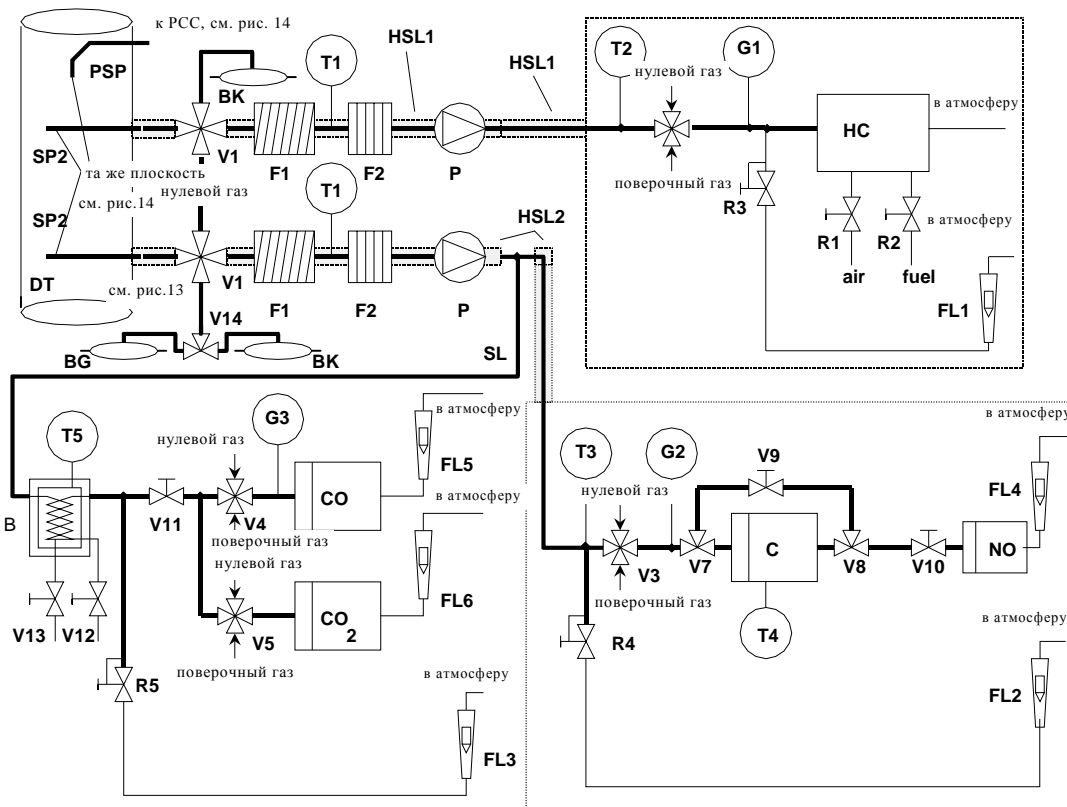 к PCC, см. рис. 14
PSP
BK
T1
HSL1
HSL1
T2
нулевой газ
G1
в атмосферу
HC
SP2
V1
F1
F2
P
та же плоскость
нулевой газ
см. рис.14
поверочный газ
R3
T1
HSL2
SP2
R1
R2
в атмосферу
air
fuel
FL1
DT
см. рис.13
V1
F1
F2
P
V14
BG
BK
SL
в атмосферу
G3
нулевой газ
T5
FL5
в атмосферу
CO
B
V11
V4
поверочный газ
нулевой газ
FL6
CO2
V13
V12
V5
поверочный газ
R5
в атмосферу
FL3
в атмосферу
T3
G2
V9
нулевой газ
FL4
C
NO
V3
V7
V8
V10
поверочный газ
T4
R4
в атмосферу
FL2